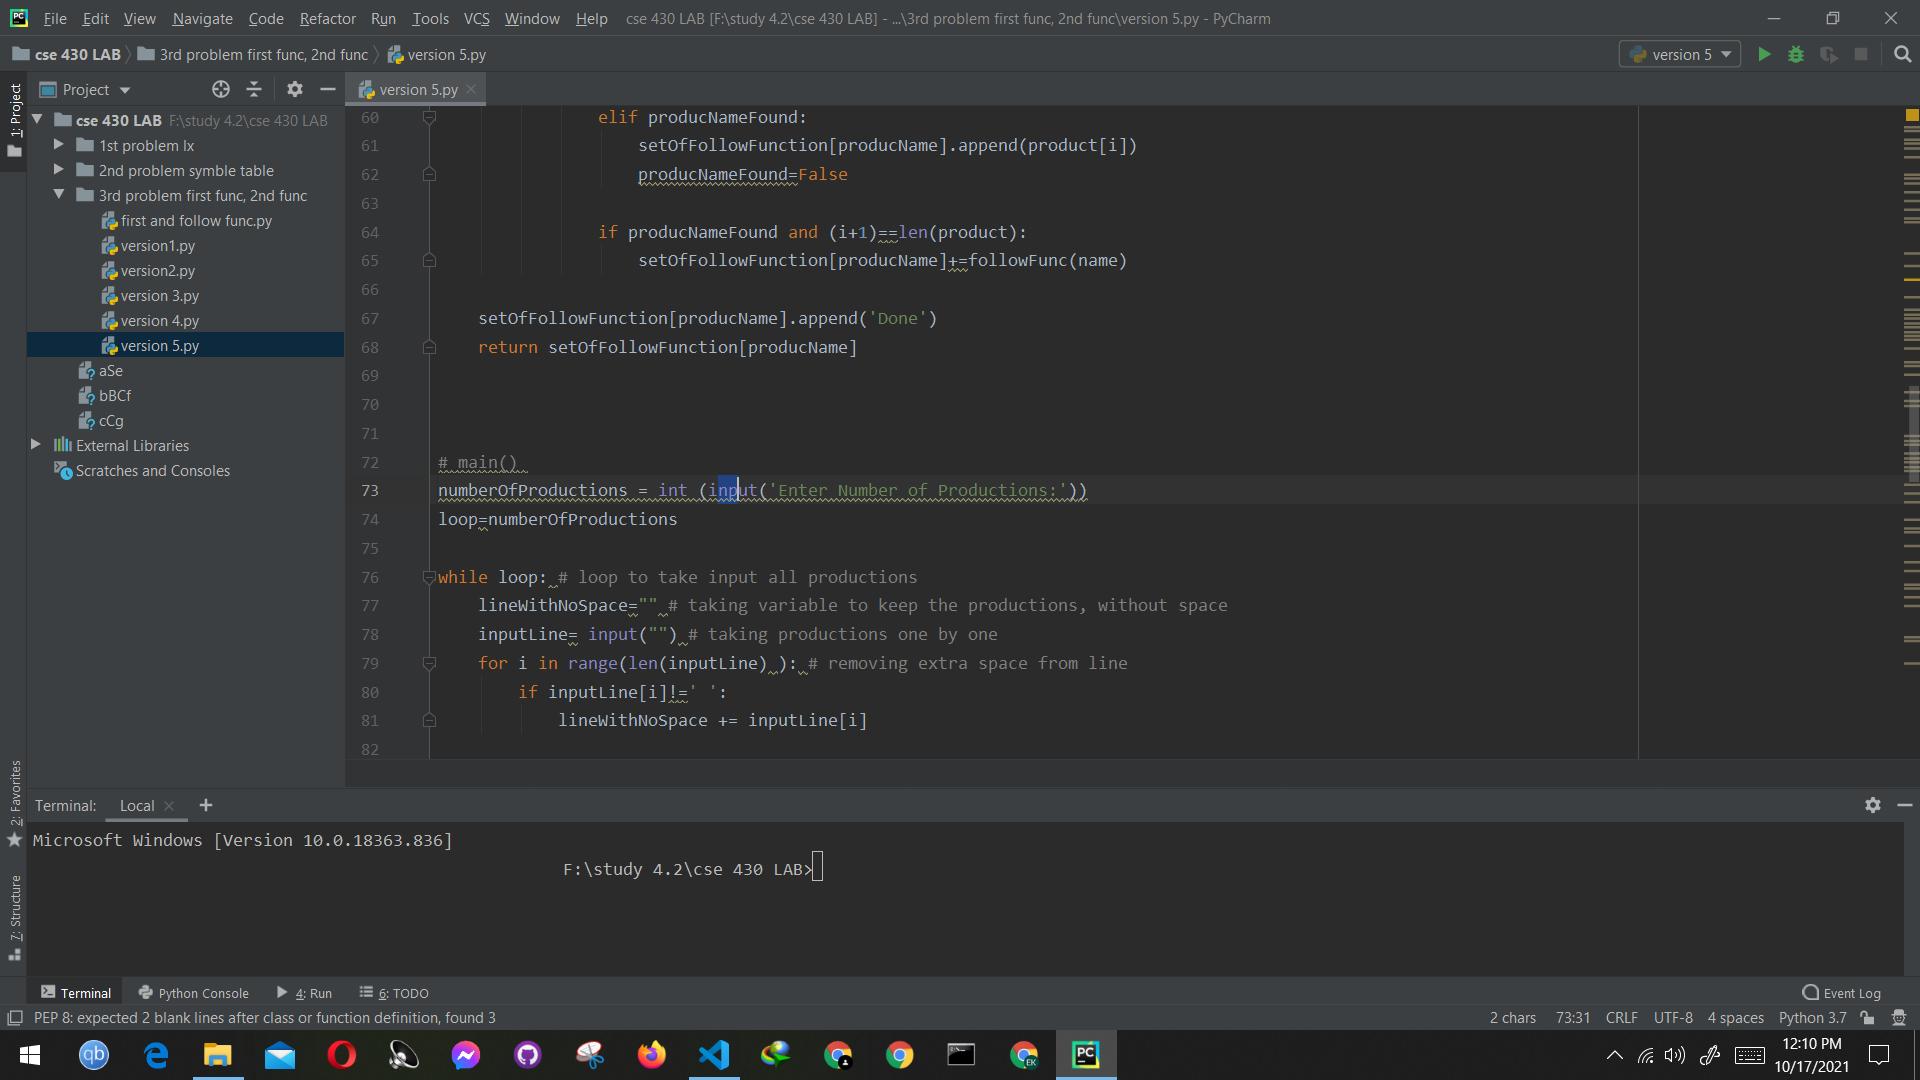 File Edit View Navigate Code Refactor Run Tools VCS Window Help cse 430 LAB [F:\study 4.2\cse 430 LAB] - ...\3rd problem first func, 2nd func\version 5.py - PyCharm
cse 430 LAB 3rd problem first func, 2nd func version 5.py version 5
Project
version 5.py
1: Project
cse 430 LAB F:\study 4.2\cse 430 LAB
1st problem lx
2nd problem symble table
3rd problem first func, 2nd func
first and follow func.py
version1.py
version2.py
version 3.py
version 4.py
version 5.py
aSe
bBCf
cCg
External Libraries
Scratches and Consoles
60 elif producNameFound:
61 setOfFollowFunction[producName].append(product[i])
62 producNameFound=False
63
64 if producNameFound and (i+1)==len(product):
65 setOfFollowFunction[producName]+=followFunc(name)
66
67 setOfFollowFunction[producName].append('Done')
68 return setOfFollowFunction[producName]
69
70
71
72 # main()
73 numberOfProductions = int (input('Enter Number of Productions:'))
74 loop=numberOfProductions
75
76 while loop: # loop to take input all productions
77 lineWithNoSpace="" # taking variable to keep the productions, without space
78 inputLine= input("") # taking productions one by one
79 for i in range(len(inputLine) ): # removing extra space from line
80 if inputLine[i]!=' ':
81 lineWithNoSpace += inputLine[i]
82
2: Favorites
7: Structure
Terminal: Local
Microsoft Windows [Version 10.0.18363.836]
F:\study 4.2\cse 430 LAB>
Terminal Python Console 4: Run 6: TODO Event Log
PEP 8: expected 2 blank lines after class or function definition, found 3 2 chars 73:31 CRLF UTF-8 4 spaces Python 3.7
qb
EK
PC
12:10 PM
10/17/2021